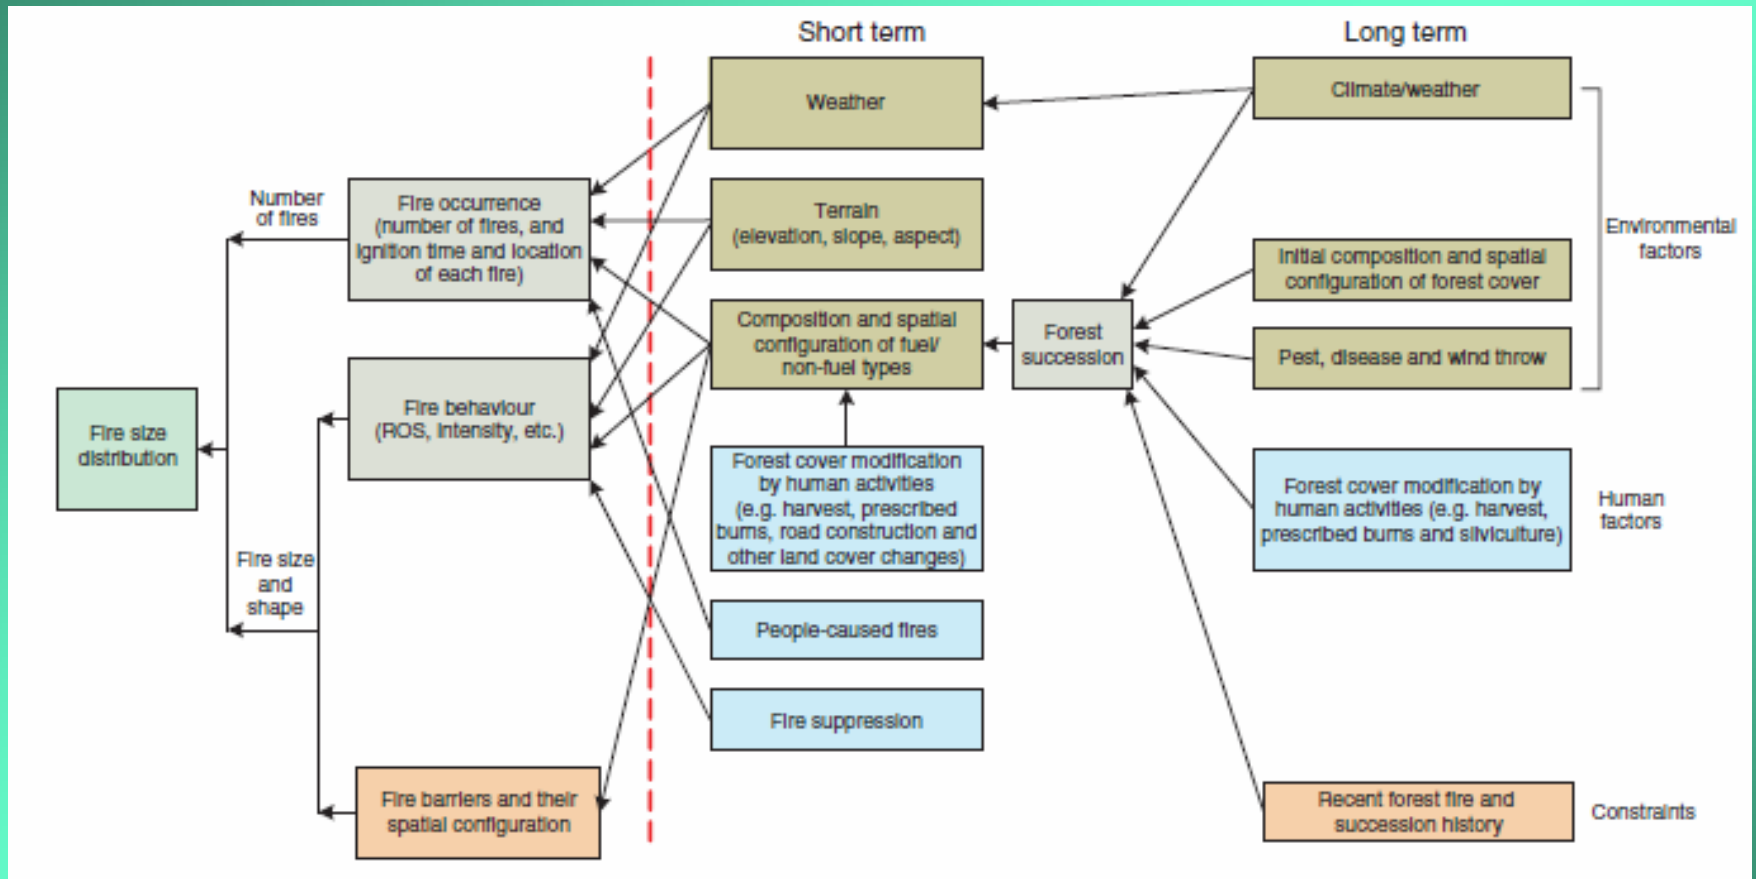 Short term
Long term
Weather
Climate/weather
Number
of fires
Fire occurrence
(number of fires, and
ignition time and location
of each fire)
Terrain
(elevation, slope, aspect)
Environmental
factors
Initial composition and spatial
configuration of forest cover
Composition and spatial
configuration of fuel/
non-fuel types
Forest
succession
Pest, disease and wind throw
Fire behaviour
(ROS, intensity, etc.)
Fire size
distribution
Forest cover modification
by human activities
(e.g. harvest, prescribed
burns, road construction and
other land cover changes)
Forest cover modification by
human activities (e.g. harvest,
prescribed burns and silviculture)
Human
factors
Fire size
and
shape
People-caused fires
Fire suppression
Fire barriers and their
spatial configuration
Recent forest fire and
succession history
Constraints